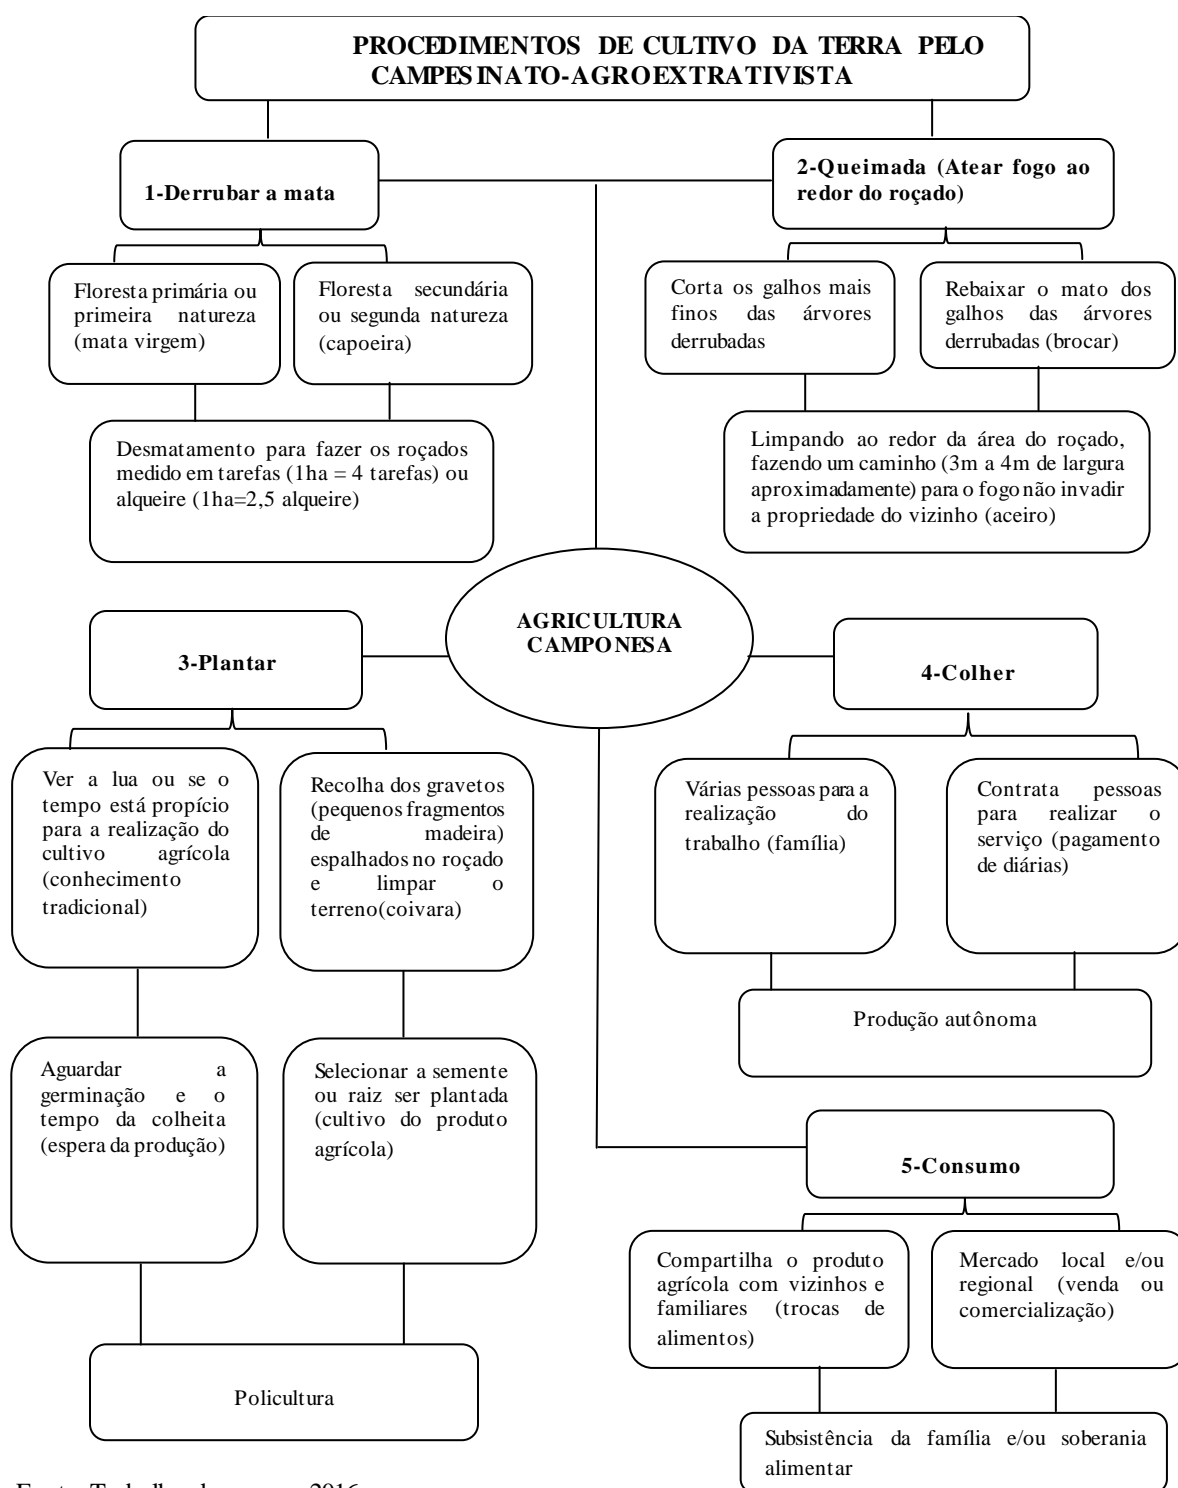 PROCEDIMENTOS DE CULTIVO DA TERRA PELO
CAMPESINATO-AGROEXTRATIVISTA
1-Derrubar a mata
2-Queimada (Atear fogo ao
redor do roçado)
Floresta primária ou
primeira natureza
(mata virgem)
Floresta secundária
ou segunda natureza
(capoeira)
Corta os galhos mais
finos das árvores
derrubadas
Rebaixar o mato dos
galhos das árvores
derrubadas (brocar)
Desmatamento para fazer os roçados
medido em tarefas (1ha = 4 tarefas) ou
alqueire (1ha=2,5 alqueire)
Limpando ao redor da área do roçado,
fazendo um caminho (3m a 4m de largura
aproximadamente) para o fogo não invadir
a propriedade do vizinho (aceiro)
AGRICULTURA
CAMPONESA
3-Plantar
4-Colher
Ver a lua ou se o
tempo está propício
para a realização do
cultivo agrícola
(conhecimento
tradicional)
Recolha dos gravetos
(pequenos fragmentos
de madeira)
espalhados no roçado
e limpar o
terreno(coivara)
Várias pessoas para a
realização do
trabalho (família)
Contrata pessoas
para realizar o
serviço (pagamento
de diárias)
Produção autônoma
Aguardar a
germinação e o
tempo da colheita
(espera da produção)
Selecionar a semente
ou raiz ser plantada
(cultivo do produto
agrícola)
5-Consumo
Compartilha o produto
agrícola com vizinhos e
familiares (trocas de
alimentos)
Mercado local e/ou
regional (venda ou
comercialização)
Policultura
Subsistência da família e/ou soberania
alimentar